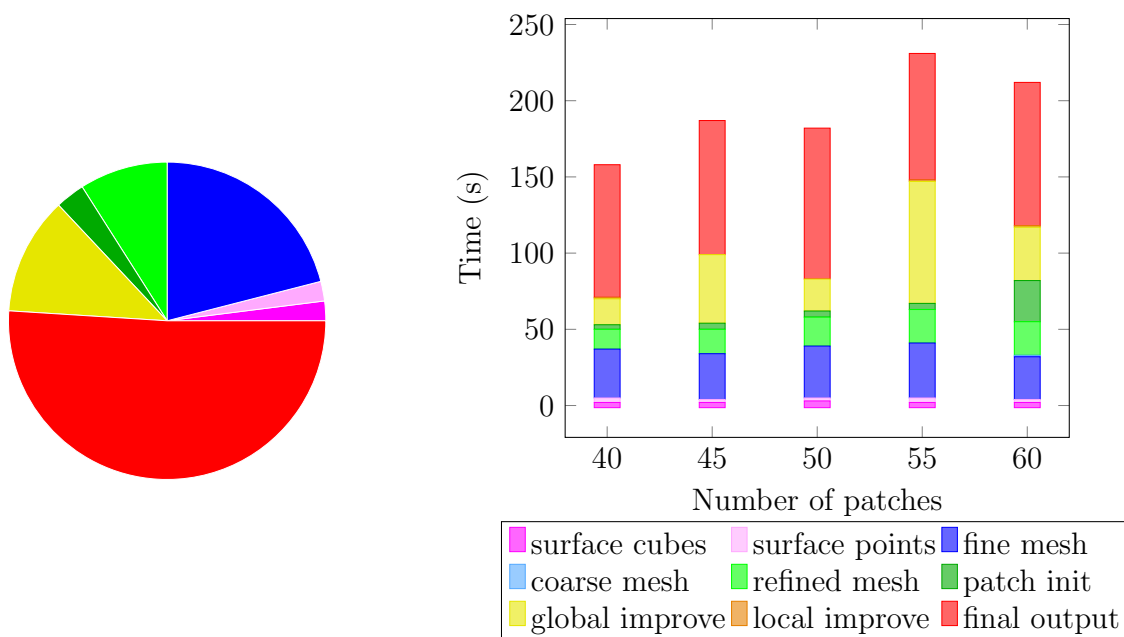 250
200
150
100
50
0
Time (s)
40 45 50 55 60
Number of patches
surface cubes surface points fine mesh
coarse mesh refined mesh patch init
global improve local improve final output